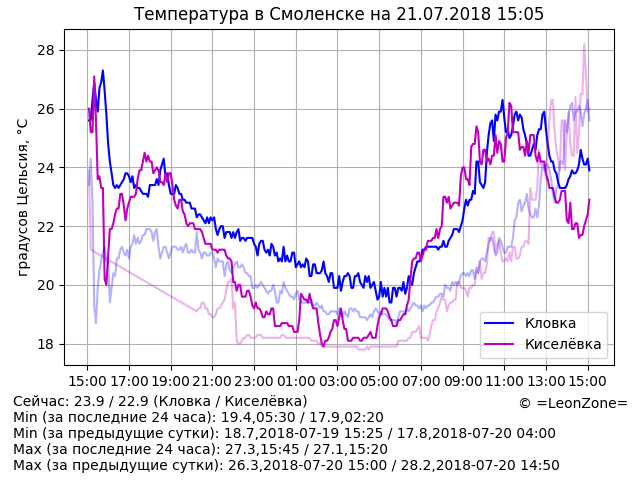 Температура в Смоленске на 21.07.2018 15:05
градусов Цельсия, °C
28
26
24
22
20
18
Кловка
Киселёвка
15:00 17:00 19:00 21:00 23:00 01:00 03:00 05:00 07:00 09:00 11:00 13:00 15:00
Сейчас: 23.9 / 22.9 (Кловка / Киселёвка)
© =LeonZone=
Min (за последние 24 часа): 19.4,05:30 / 17.9,02:20
Min (за предыдущие сутки): 18.7,2018-07-19 15:25 / 17.8,2018-07-20 04:00
Max (за последние 24 часа): 27.3,15:45 / 27.1,15:20
Max (за предыдущие сутки): 26.3,2018-07-20 15:00 / 28.2,2018-07-20 14:50